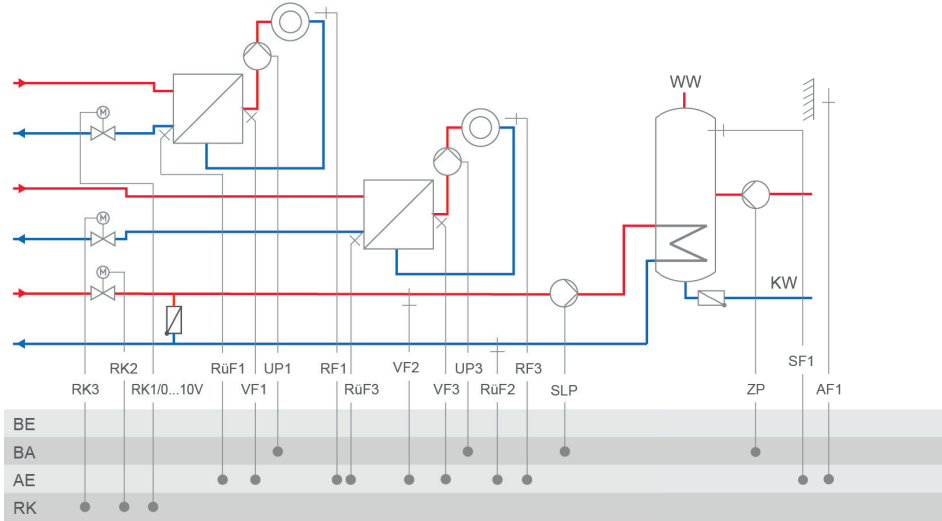 WW
M
M
M
KW
RK2 RüF1 UP1 RF1 VF2 UP3 RF3 SF1
RK3 RK1/0...10V VF1 RüF3 VF3 RüF2 SLP ZP AF1
BE
BA
AE
RK